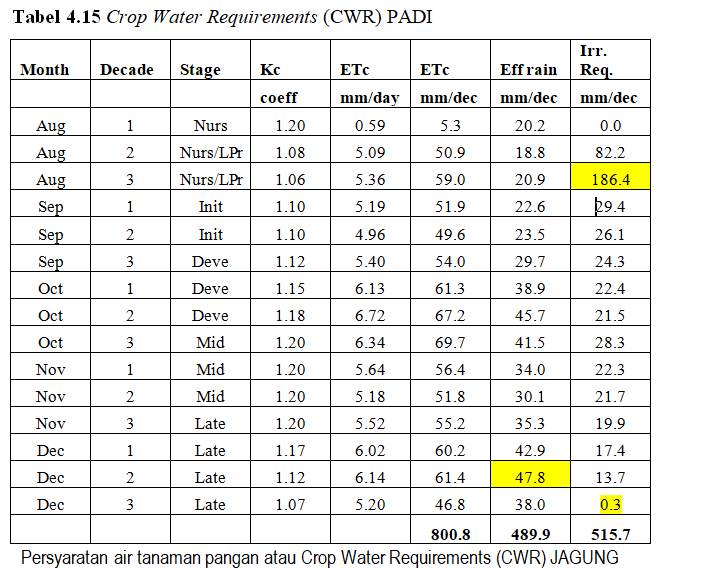 Tabel 4.15 Crop Water Requirements (CWR) PADI
Month Decade Stage Kc ETc ETc Eff rain Irr. Req.
coeff mm/day mm/dec mm/dec mm/dec
Aug 1 Nurs 1.20 0.59 5.3 20.2 0.0
Aug 2 Nurs/LPr 1.08 5.09 50.9 18.8 82.2
Aug 3 Nurs/LPr 1.06 5.36 59.0 20.9 186.4
Sep 1 Init 1.10 5.19 51.9 22.6 29.4
Sep 2 Init 1.10 4.96 49.6 23.5 26.1
Sep 3 Deve 1.12 5.40 54.0 29.7 24.3
Oct 1 Deve 1.15 6.13 61.3 38.9 22.4
Oct 2 Deve 1.18 6.72 67.2 45.7 21.5
Oct 3 Mid 1.20 6.34 69.7 41.5 28.3
Nov 1 Mid 1.20 5.64 56.4 34.0 22.3
Nov 2 Mid 1.20 5.18 51.8 30.1 21.7
Nov 3 Late 1.20 5.52 55.2 35.3 19.9
Dec 1 Late 1.17 6.02 60.2 42.9 17.4
Dec 2 Late 1.12 6.14 61.4 47.8 13.7
Dec 3 Late 1.07 5.20 46.8 38.0 0.3
800.8 489.9 515.7
Persyaratan air tanaman pangan atau Crop Water Requirements (CWR) JAGUNG